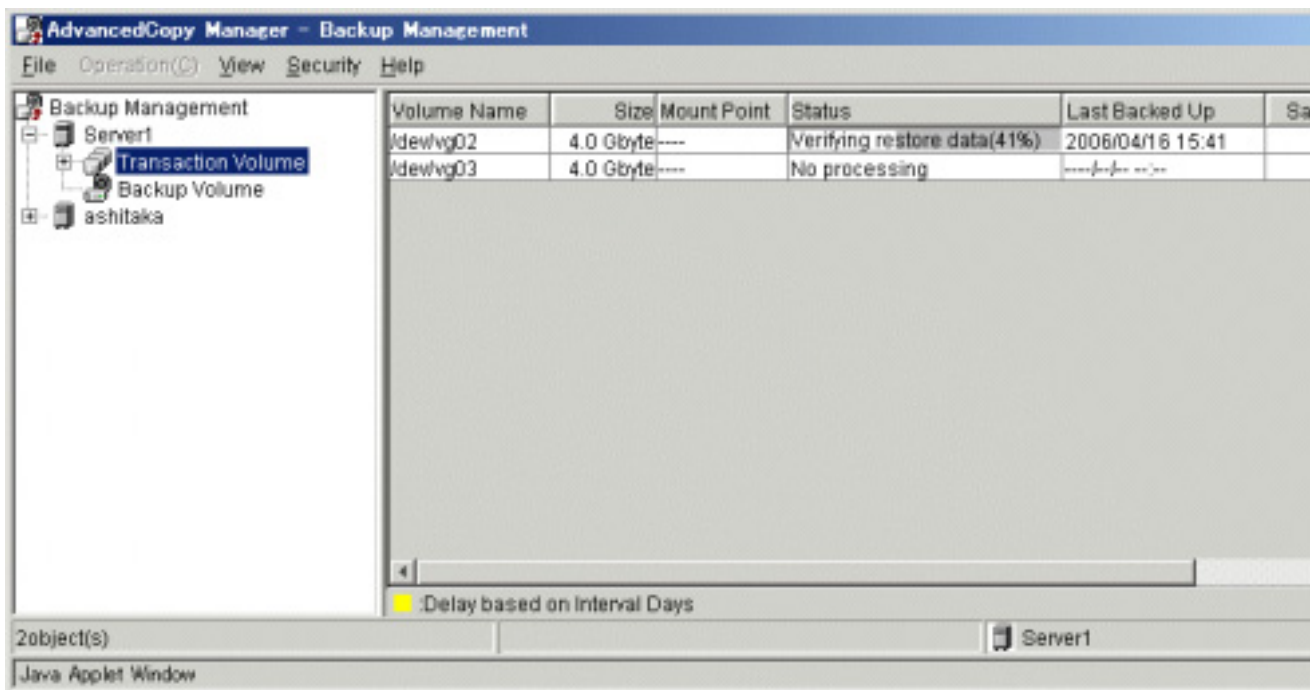 AdvancedCopy Manager - Backup Management
File Operation(C) View Security Help
Backup Management
Server1
Transaction Volume
Backup Volume
ashitaka
Volume Name Size Mount Point Status Last Backed Up Sa
/dev/vg02 4.0 Gbyte ---- Verifying restore data(41%) 2006/04/16 15:41
/dev/vg03 4.0 Gbyte ---- No processing ----/--/-- --:--
:Delay based on Interval Days
2object(s) Server1
Java Applet Window